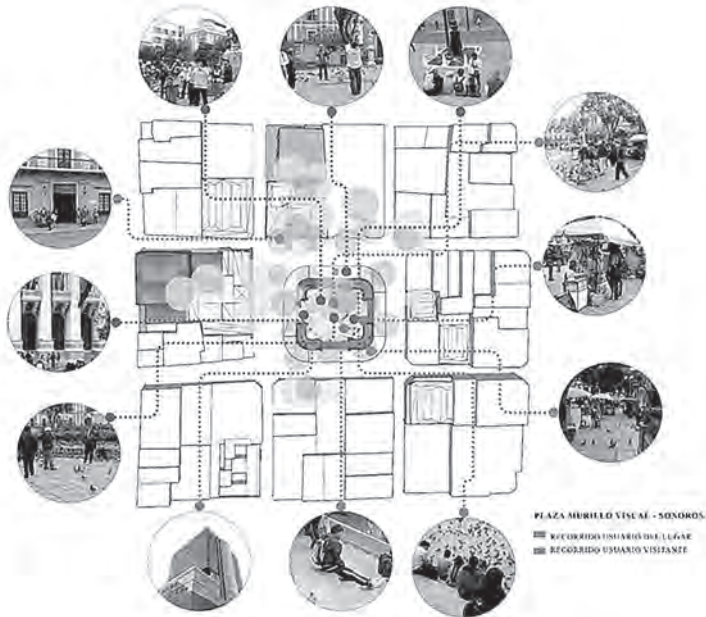 PLAZA MURILLO VISUAL - SONOROS
RECORRIDO USUARIO DEL LUGAR
RECORRIDO USUARIO VISITANTE